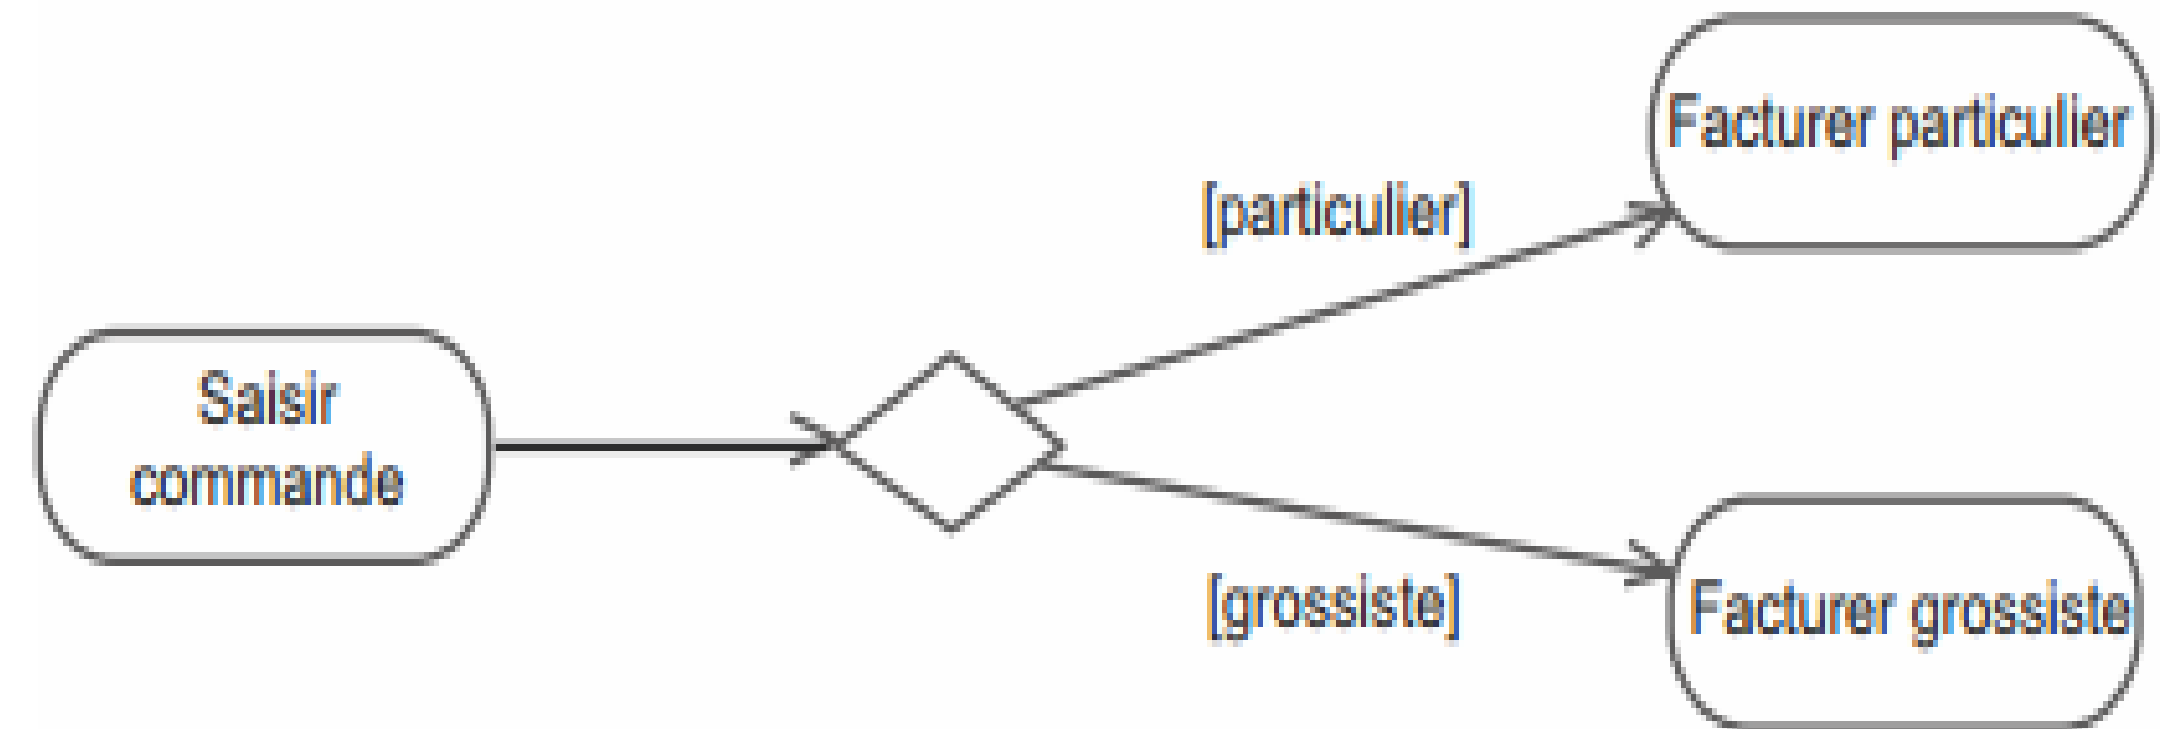 Facturer particulier
[particulier]
Saisir
commande
[grossiste]
Facturer grossiste